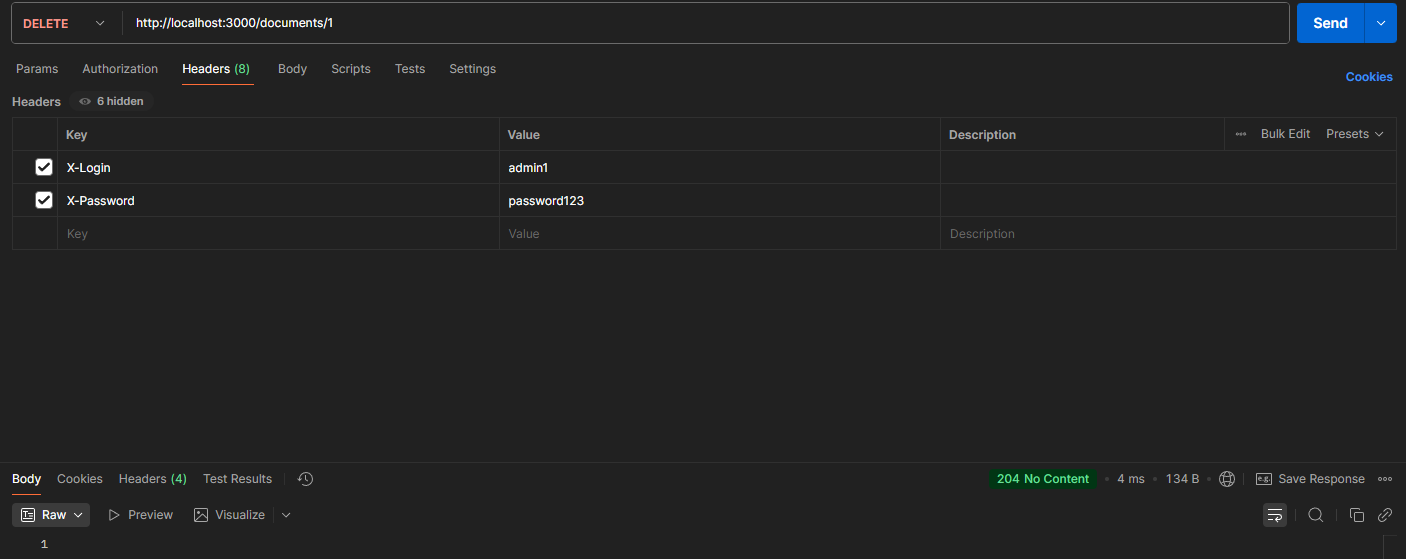 DELETE http://localhost:3000/documents/1 Send
Params Authorization Headers (8) Body Scripts Tests Settings
Cookies
Headers 6 hidden
Key Value Description Bulk Edit Presets
X-Login admin1
X-Password password123
Key Value Description
Body Cookies Headers (4) Test Results 204 No Content • 4 ms • 134 B • e.g. Save Response
Raw Preview Visualize
1